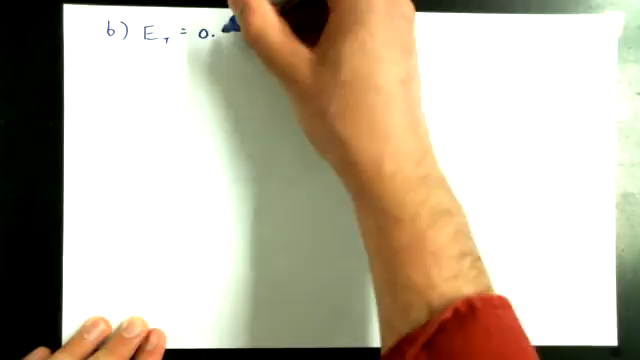 b) E_T = 0.